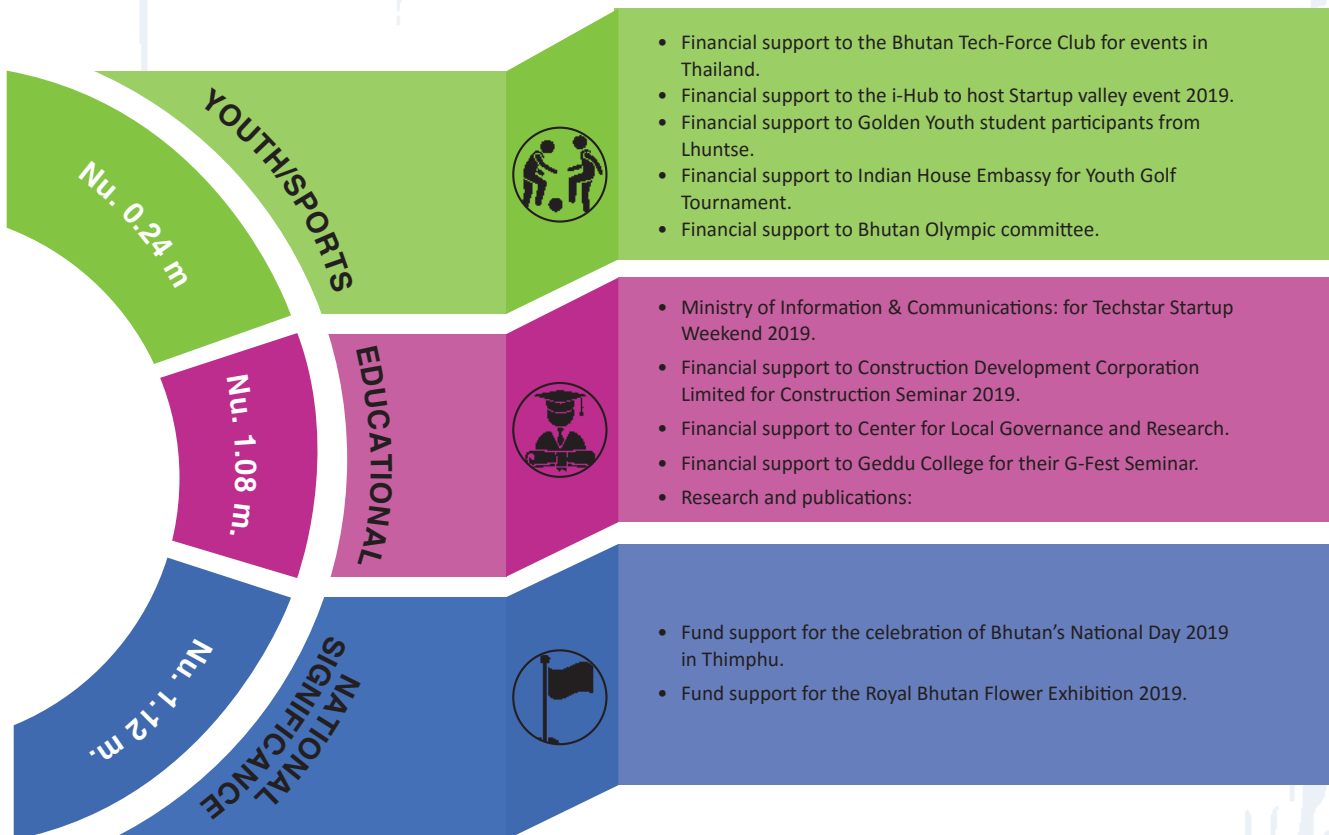 Nu. 0.24 m
YOUTH/SPORTS
• Financial support to the Bhutan Tech-Force Club for events in
Thailand.
• Financial support to the i-Hub to host Startup valley event 2019.
• Financial support to Golden Youth student participants from
Lhuntse.
• Financial support to Indian House Embassy for Youth Golf
Tournament.
• Financial support to Bhutan Olympic committee.
Nu. 1.08 m.
EDUCATIONAL
• Ministry of Information & Communications: for Techstar Startup
Weekend 2019.
• Financial support to Construction Development Corporation
Limited for Construction Seminar 2019.
• Financial support to Center for Local Governance and Research.
• Financial support to Geddu College for their G-Fest Seminar.
• Research and publications:
Nu. 1.12 m.
NATIONAL
SIGNIFICANCE
• Fund support for the celebration of Bhutan’s National Day 2019
in Thimphu.
• Fund support for the Royal Bhutan Flower Exhibition 2019.